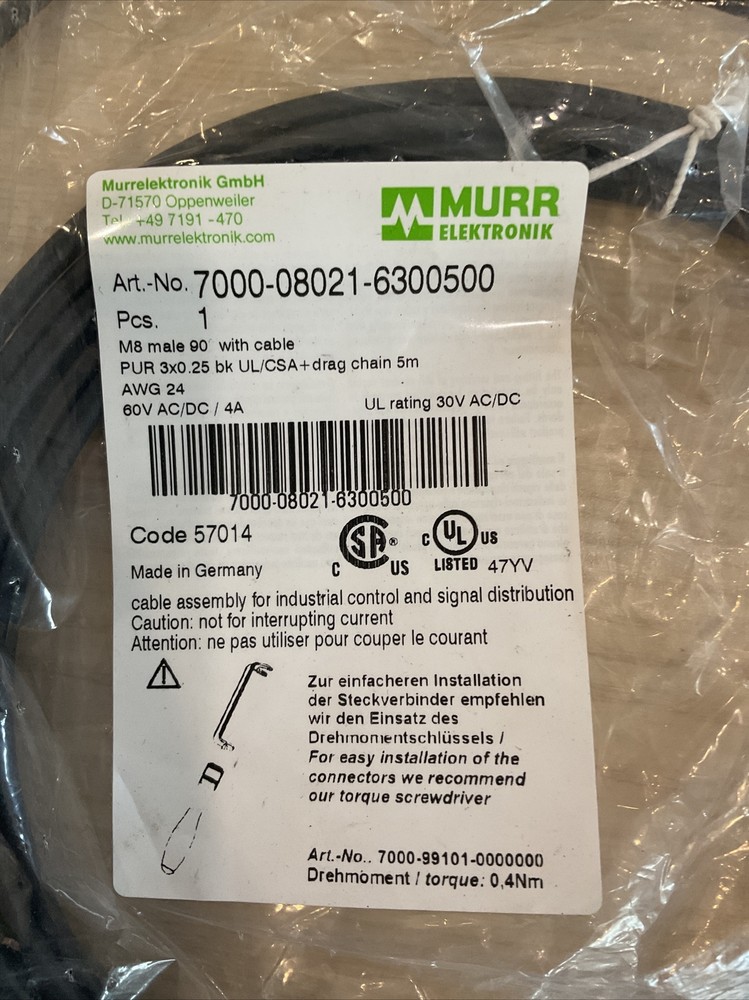 Murrelektronik GmbH
D-71570 Oppenweiler
Tel. +49 7191 -470
www.murrelektronik.com
MURR
ELEKTRONIK
Art.-No. 7000-08021-6300500
Pcs. 1
M8 male 90° with cable
PUR 3x0.25 bk UL/CSA+drag chain 5m
AWG 24
60V AC/DC / 4A UL rating 30V AC/DC
7000-08021-6300500
Code 57014
C SA® US
C UL US
LISTED 47YV
Made in Germany
cable assembly for industrial control and signal distribution
Caution: not for interrupting current
Attention: ne pas utiliser pour couper le courant
Zur einfacheren Installation
der Steckverbinder empfehlen
wir den Einsatz des
Drehmomentschlüssels /
For easy installation of the
connectors we recommend
our torque screwdriver
Art.-No.. 7000-99101-0000000
Drehmoment / torque: 0,4Nm